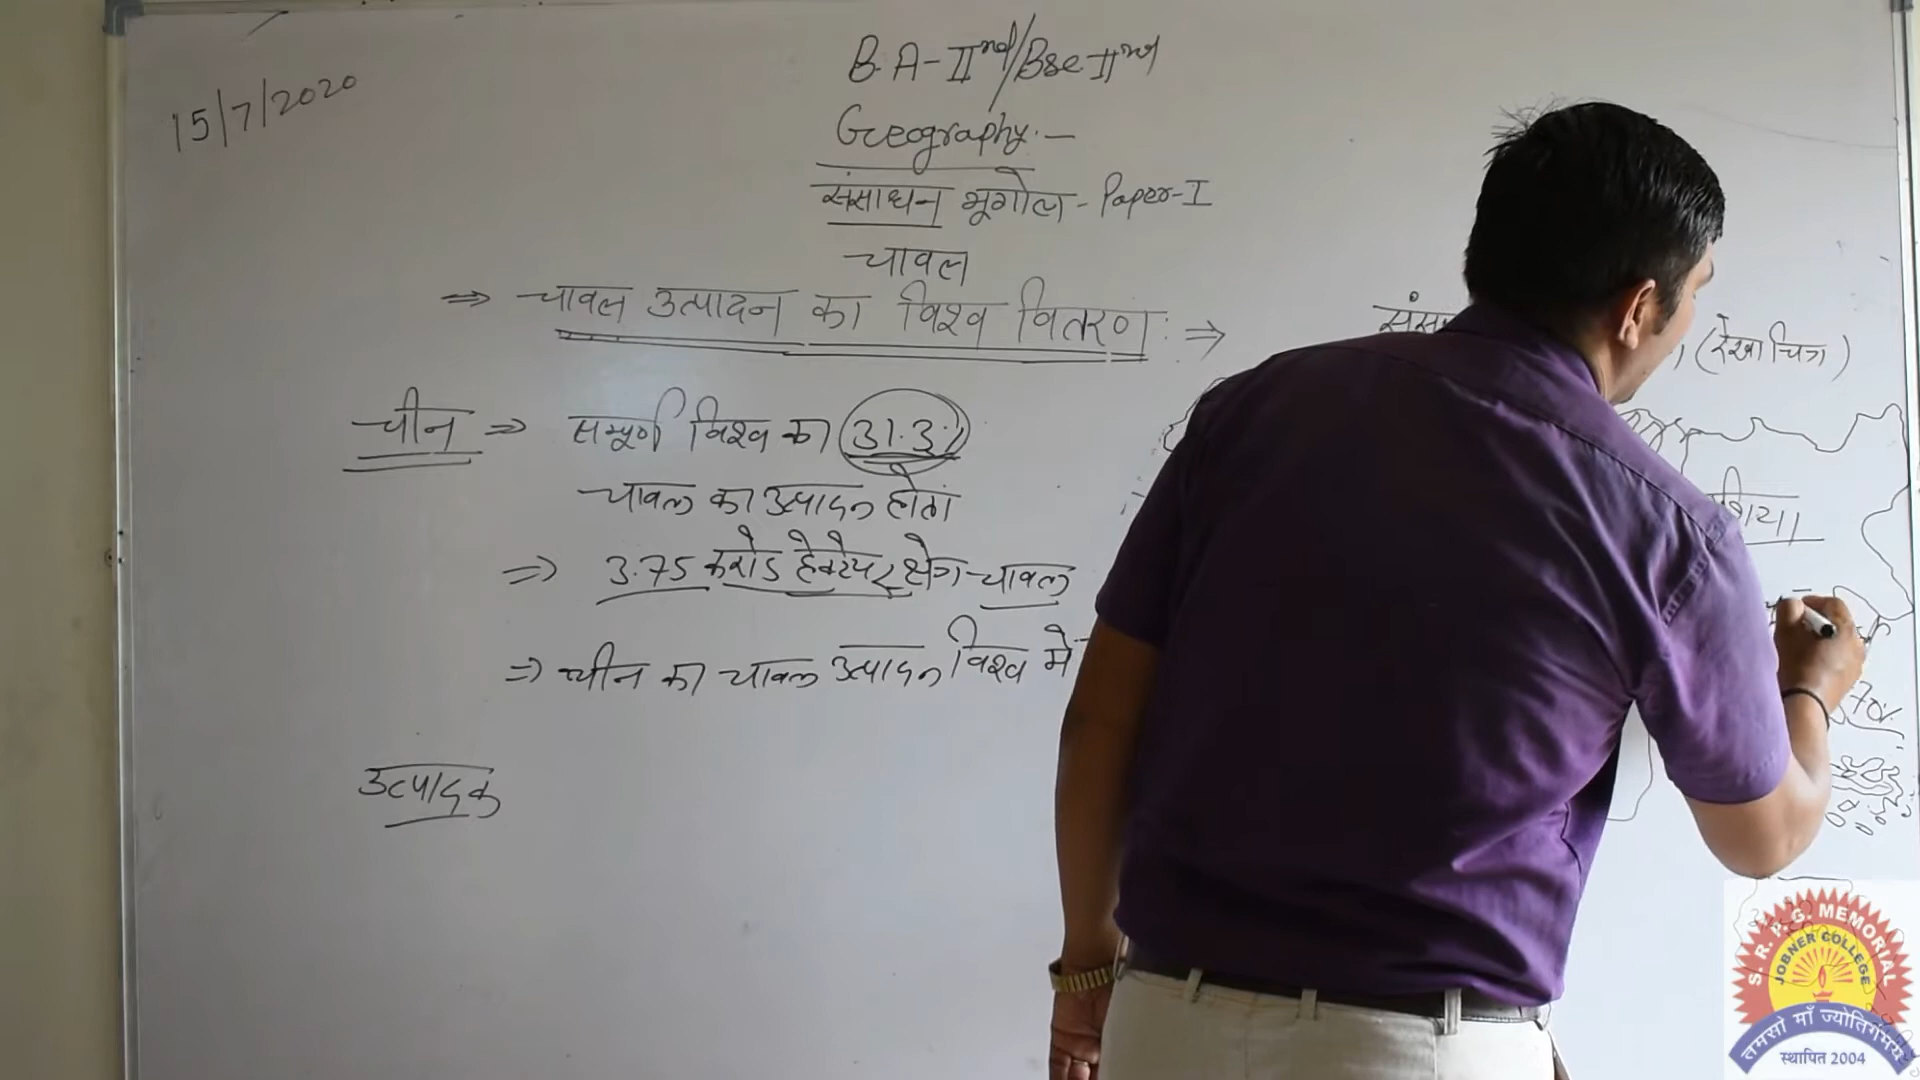 15/7/2020
B.A-IInd/Bsc IInd
Geography:-
संसाधन भूगोल - Paper-I
चावल
⇒ चावल उत्पादन का विश्व वितरण: ⇒
(रेखा चित्र)
चीन ⇒ सम्पूर्ण विश्व का 31.3%
चावल का उत्पादन होता
⇒ 3.75 करोड हेक्टेयर क्षेत्र चावल
⇒ चीन का चावल उत्पादन विश्व मे
उत्पादक
S. R. P. G. MEMORIAL
JOBNER COLLEGE
तमसो माँ ज्योतिर्गमय
स्थापित 2004